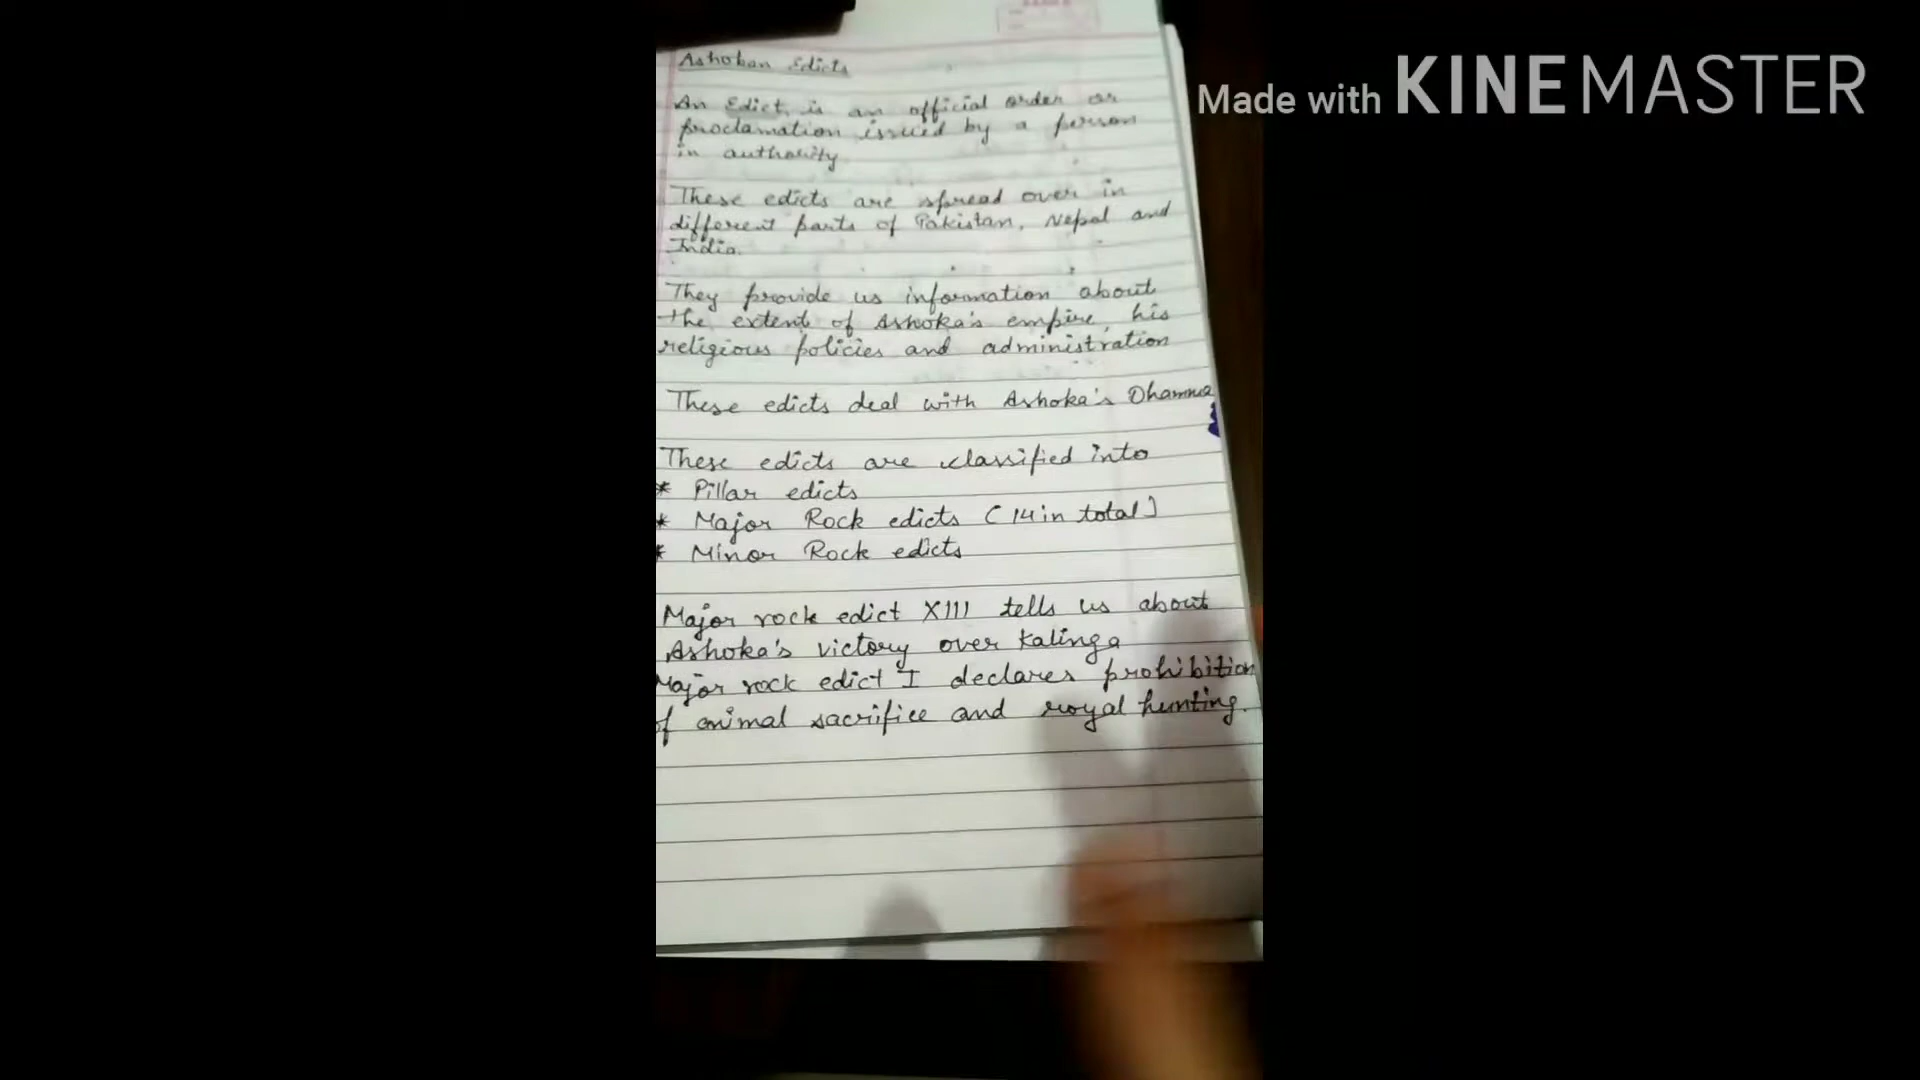 Ashokan Edicts
Made with KINEMASTER
An Edict is an official order or
proclamation issued by a person
in authority
These edicts are spread over in
different parts of Pakistan, Nepal and
India.
They provide us information about
the extent of Ashoka's empire, his
religious policies and administration
These edicts deal with Ashoka's Dhamma
These edicts are classified into
* Pillar edicts
* Major Rock edicts (14 in total)
* Minor Rock edicts
Major rock edict XIII tells us about
Ashoka's victory over Kalinga
Major rock edict I declares prohibition
of animal sacrifice and royal hunting.